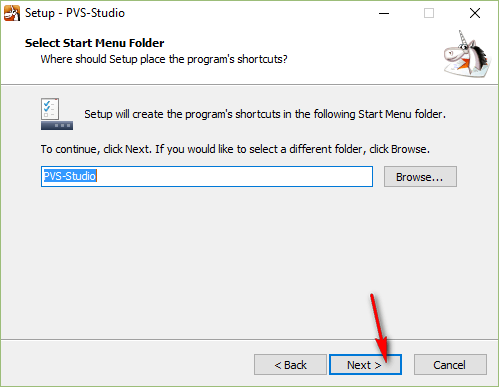 Setup - PVS-Studio
Select Start Menu Folder
Where should Setup place the program's shortcuts?
Setup will create the program's shortcuts in the following Start Menu folder.
To continue, click Next. If you would like to select a different folder, click Browse.
PVS-Studio Browse...
< Back Next > Cancel